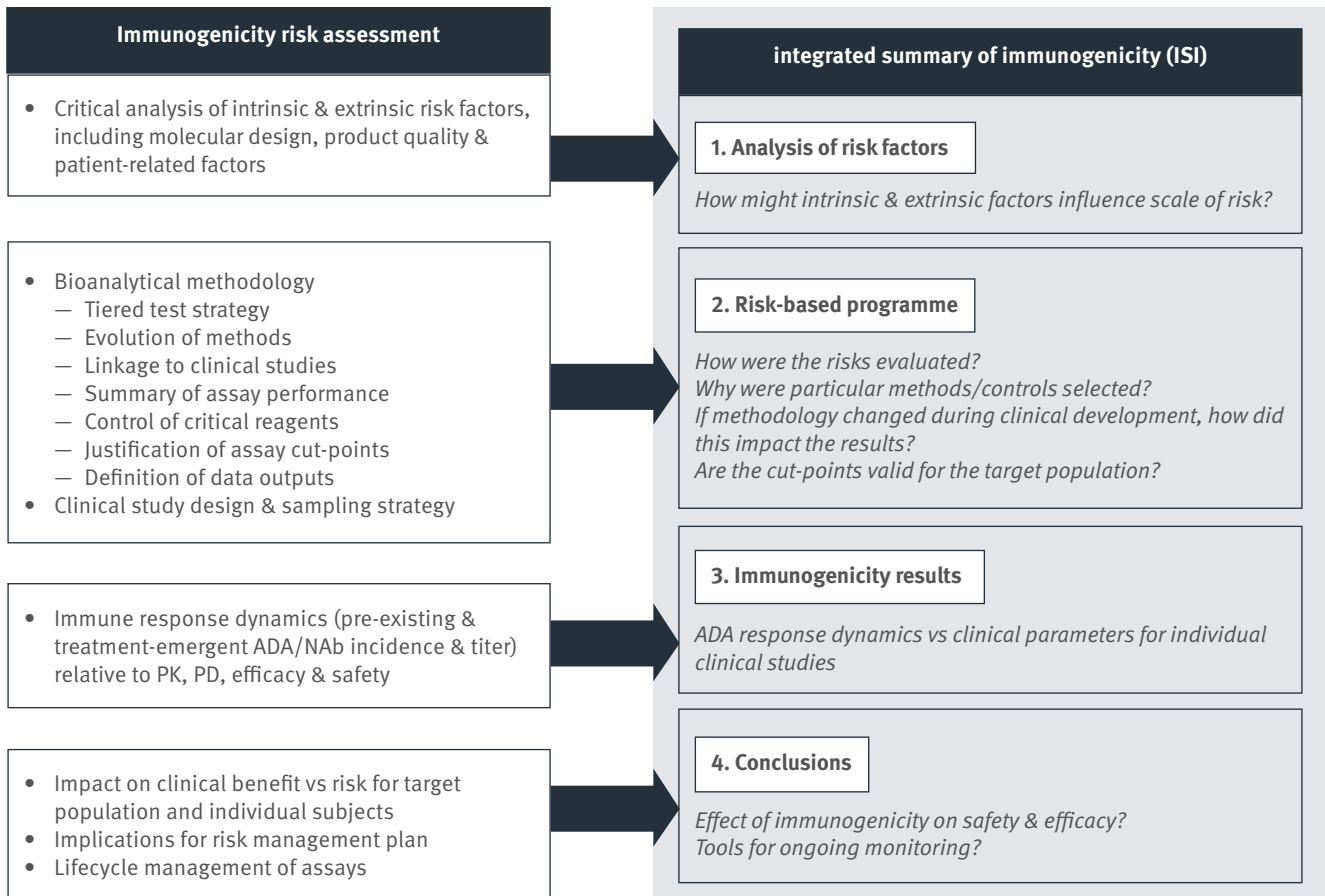 Immunogenicity risk assessment
• Critical analysis of intrinsic & extrinsic risk factors,
including molecular design, product quality &
patient-related factors
• Bioanalytical methodology
— Tiered test strategy
— Evolution of methods
— Linkage to clinical studies
— Summary of assay performance
— Control of critical reagents
— Justification of assay cut-points
— Definition of data outputs
• Clinical study design & sampling strategy
• Immune response dynamics (pre-existing &
treatment-emergent ADA/NAb incidence & titer)
relative to PK, PD, efficacy & safety
• Impact on clinical benefit vs risk for target
population and individual subjects
• Implications for risk management plan
• Lifecycle management of assays
integrated summary of immunogenicity (ISI)
1. Analysis of risk factors
How might intrinsic & extrinsic factors influence scale of risk?
2. Risk-based programme
How were the risks evaluated?
Why were particular methods/controls selected?
If methodology changed during clinical development, how did
this impact the results?
Are the cut-points valid for the target population?
3. Immunogenicity results
ADA response dynamics vs clinical parameters for individual
clinical studies
4. Conclusions
Effect of immunogenicity on safety & efficacy?
Tools for ongoing monitoring?